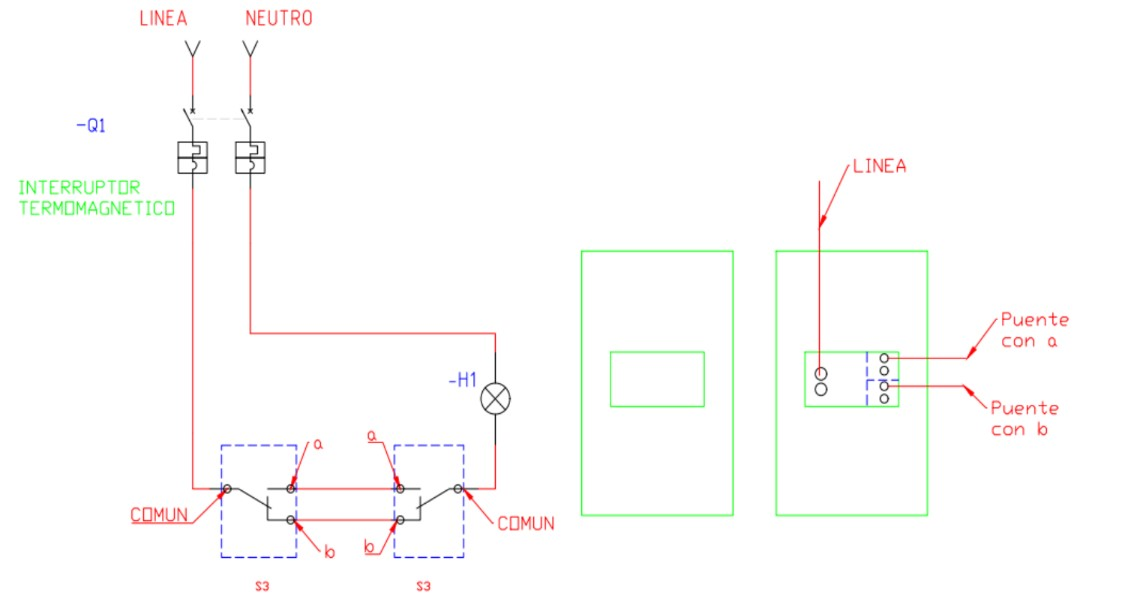 LINEA
NEUTRO
-Q1
INTERRUPTOR
TERMOMAGNETICO
LINEA
Puente
con a
-H1
Puente
con b
a
a
COMUN
COMUN
b
b
S3
S3